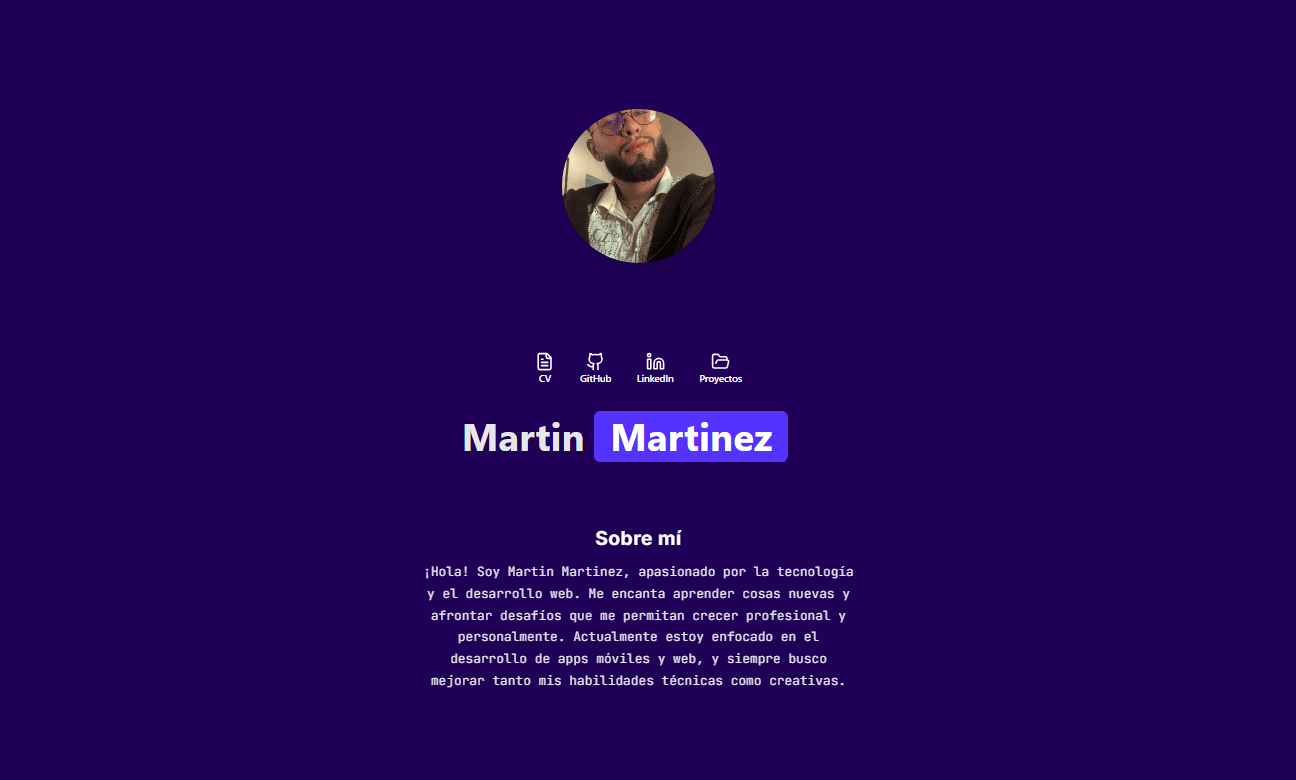 CV GitHub LinkedIn Proyectos
Martin Martinez
Sobre mí
¡Hola! Soy Martin Martinez, apasionado por la tecnología
y el desarrollo web. Me encanta aprender cosas nuevas y
afrontar desafíos que me permitan crecer profesional y
personalmente. Actualmente estoy enfocado en el
desarrollo de apps móviles y web, y siempre busco
mejorar tanto mis habilidades técnicas como creativas.